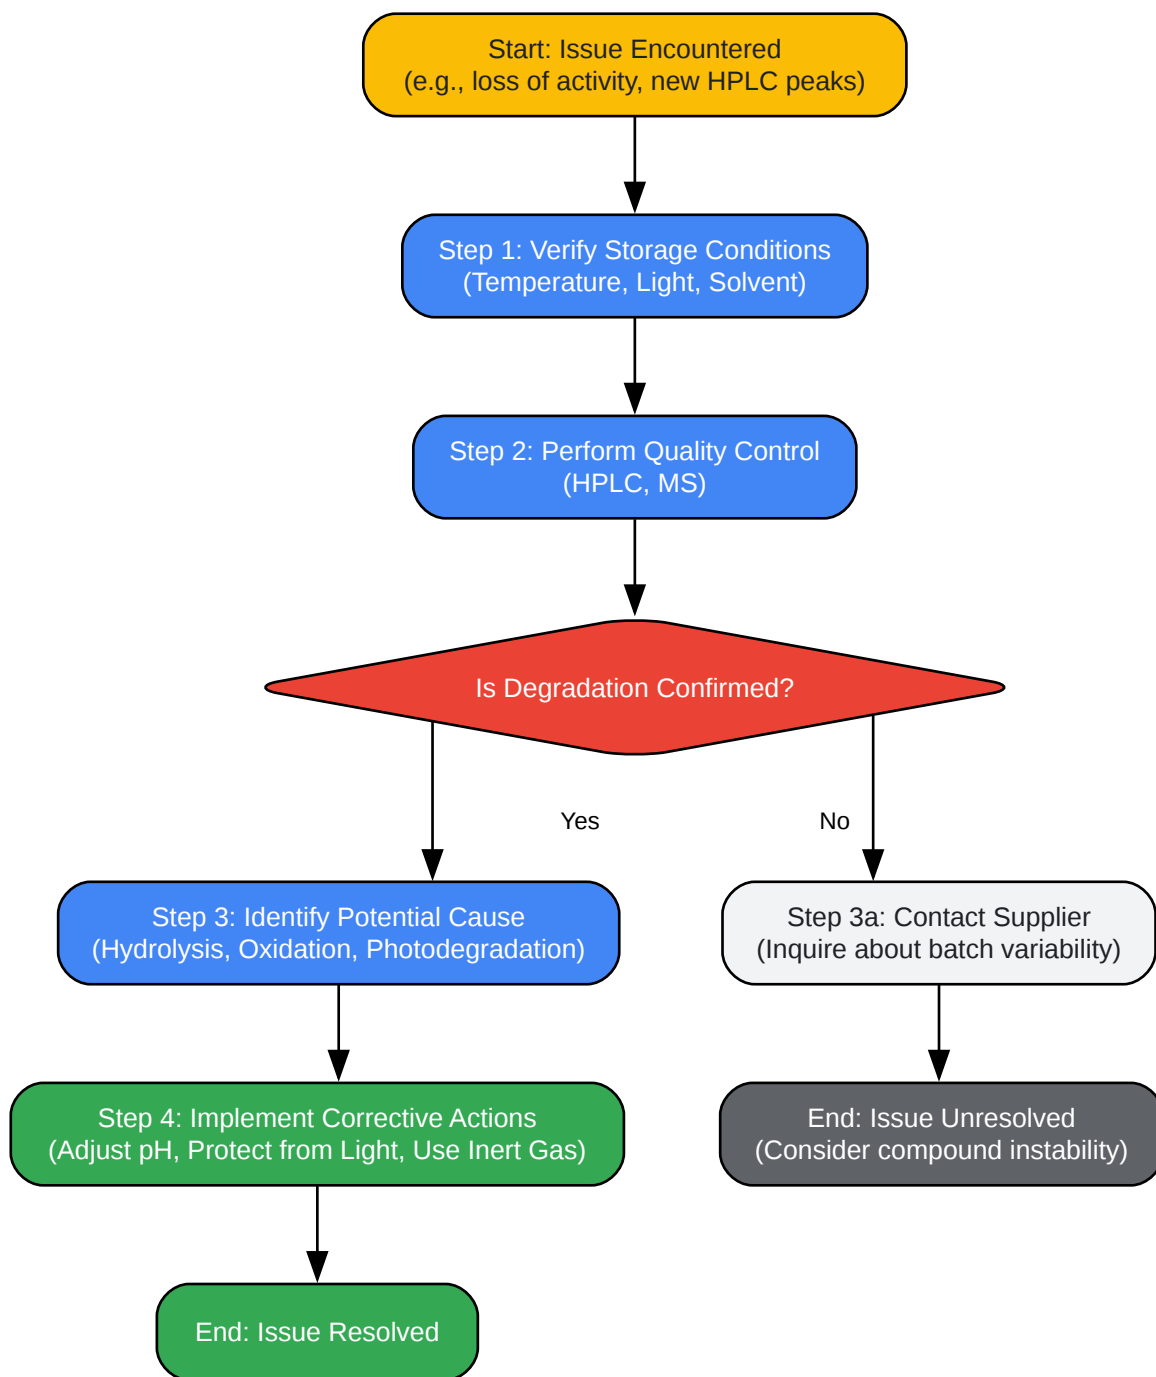 Start: Issue Encountered
(e.g., loss of activity, new HPLC peaks)
Step 1: Verify Storage Conditions
(Temperature, Light, Solvent)
Step 2: Perform Quality Control
(HPLC, MS)
Is Degradation Confirmed?
Yes
No
Step 3: Identify Potential Cause
(Hydrolysis, Oxidation, Photodegradation)
Step 3a: Contact Supplier
(Inquire about batch variability)
Step 4: Implement Corrective Actions
(Adjust pH, Protect from Light, Use Inert Gas)
End: Issue Unresolved
(Consider compound instability)
End: Issue Resolved